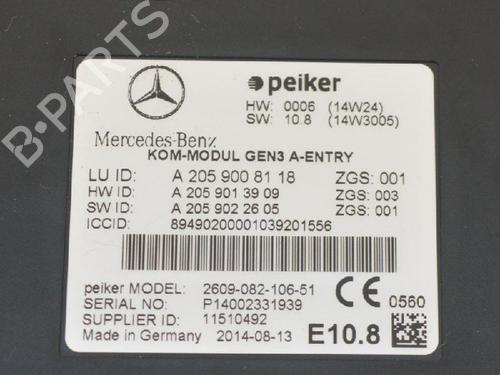 B-PARTS
peiker
HW: 0006 (14W24)
SW: 10.8 (14W3005)
Mercedes-Benz
KOM-MODUL GEN3 A-ENTRY
LU ID: A 205 900 81 18 ZGS: 001
HW ID: A 205 901 39 09 ZGS: 003
SW ID: A 205 902 26 05 ZGS: 001
ICCID: 89490200001039201556
peiker MODEL: 2609-082-106-51
SERIAL NO: P14002331939
SUPPLIER ID: 11510492
CE 0560
Made in Germany 2014-08-13 E10.8